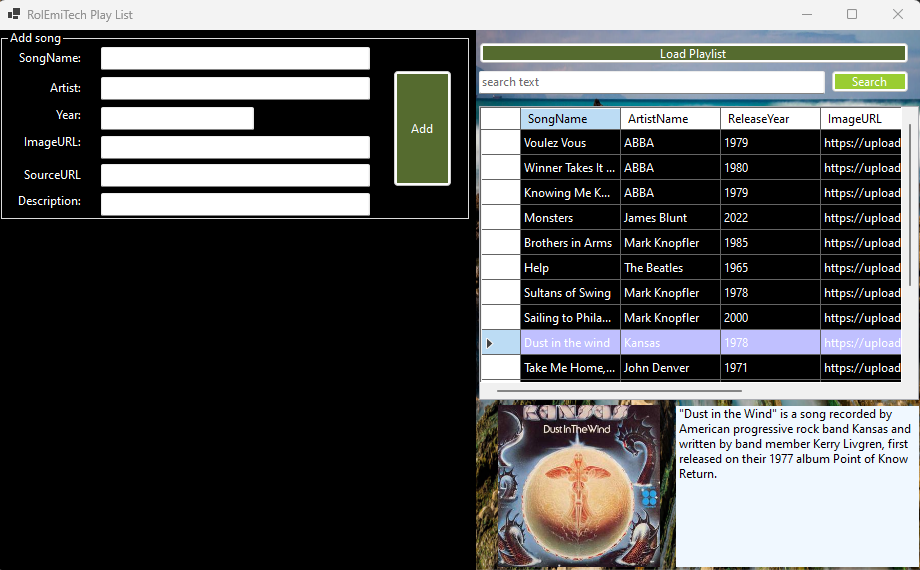 RolEmiTech Play List
Add song
SongName:
Artist:
Year:
ImageURL:
SourceURL
Description:
Add
Load Playlist
search text
Search
SongName ArtistName ReleaseYear ImageURL
Voulez Vous ABBA 1979 https://upload
Winner Takes It ... ABBA 1980 https://upload
Knowing Me K... ABBA 1979 https://upload
Monsters James Blunt 2022 https://upload
Brothers in Arms Mark Knopfler 1985 https://upload
Help The Beatles 1965 https://upload
Sultans of Swing Mark Knopfler 1978 https://upload
Sailing to Phila... Mark Knopfler 2000 https://upload
Dust in the wind Kansas 1978 https://upload
Take Me Home,... John Denver 1971 https://upload
KANSAS
Dust In The Wind
"Dust in the Wind" is a song recorded by
American progressive rock band Kansas and
written by band member Kerry Livgren, first
released on their 1977 album Point of Know
Return.